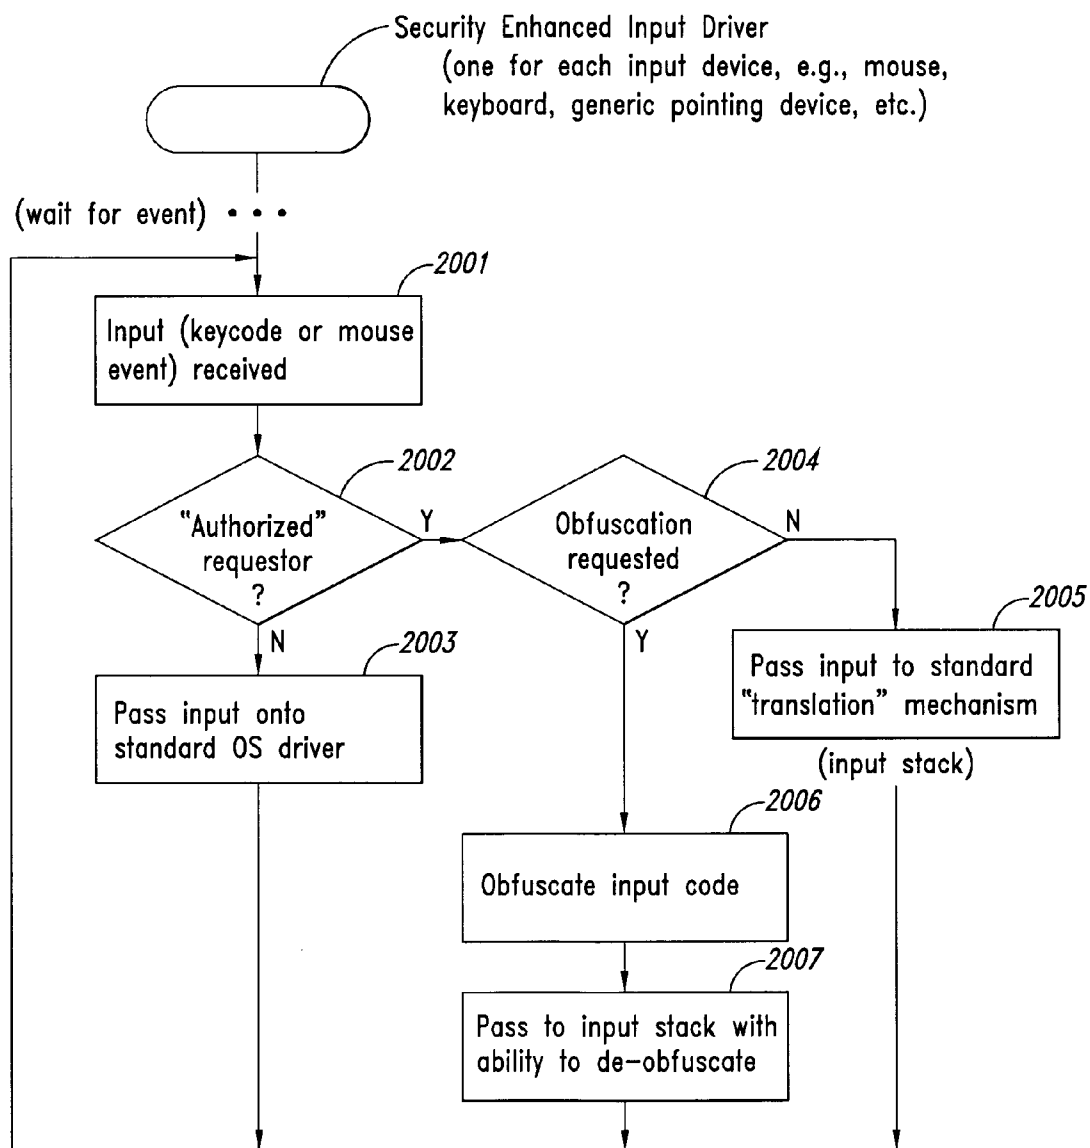 Security Enhanced Input Driver
(one for each input device, e.g., mouse,
keyboard, generic pointing device, etc.)
(wait for event) • • •
2001
Input (keycode or mouse
event) received
2002
"Authorized"
requestor
?
Y
N
2004
Obfuscation
requested
?
N
Y
2003
Pass input onto
standard OS driver
2005
Pass input to standard
"translation" mechanism
(input stack)
2006
Obfuscate input code
2007
Pass to input stack with
ability to de-obfuscate